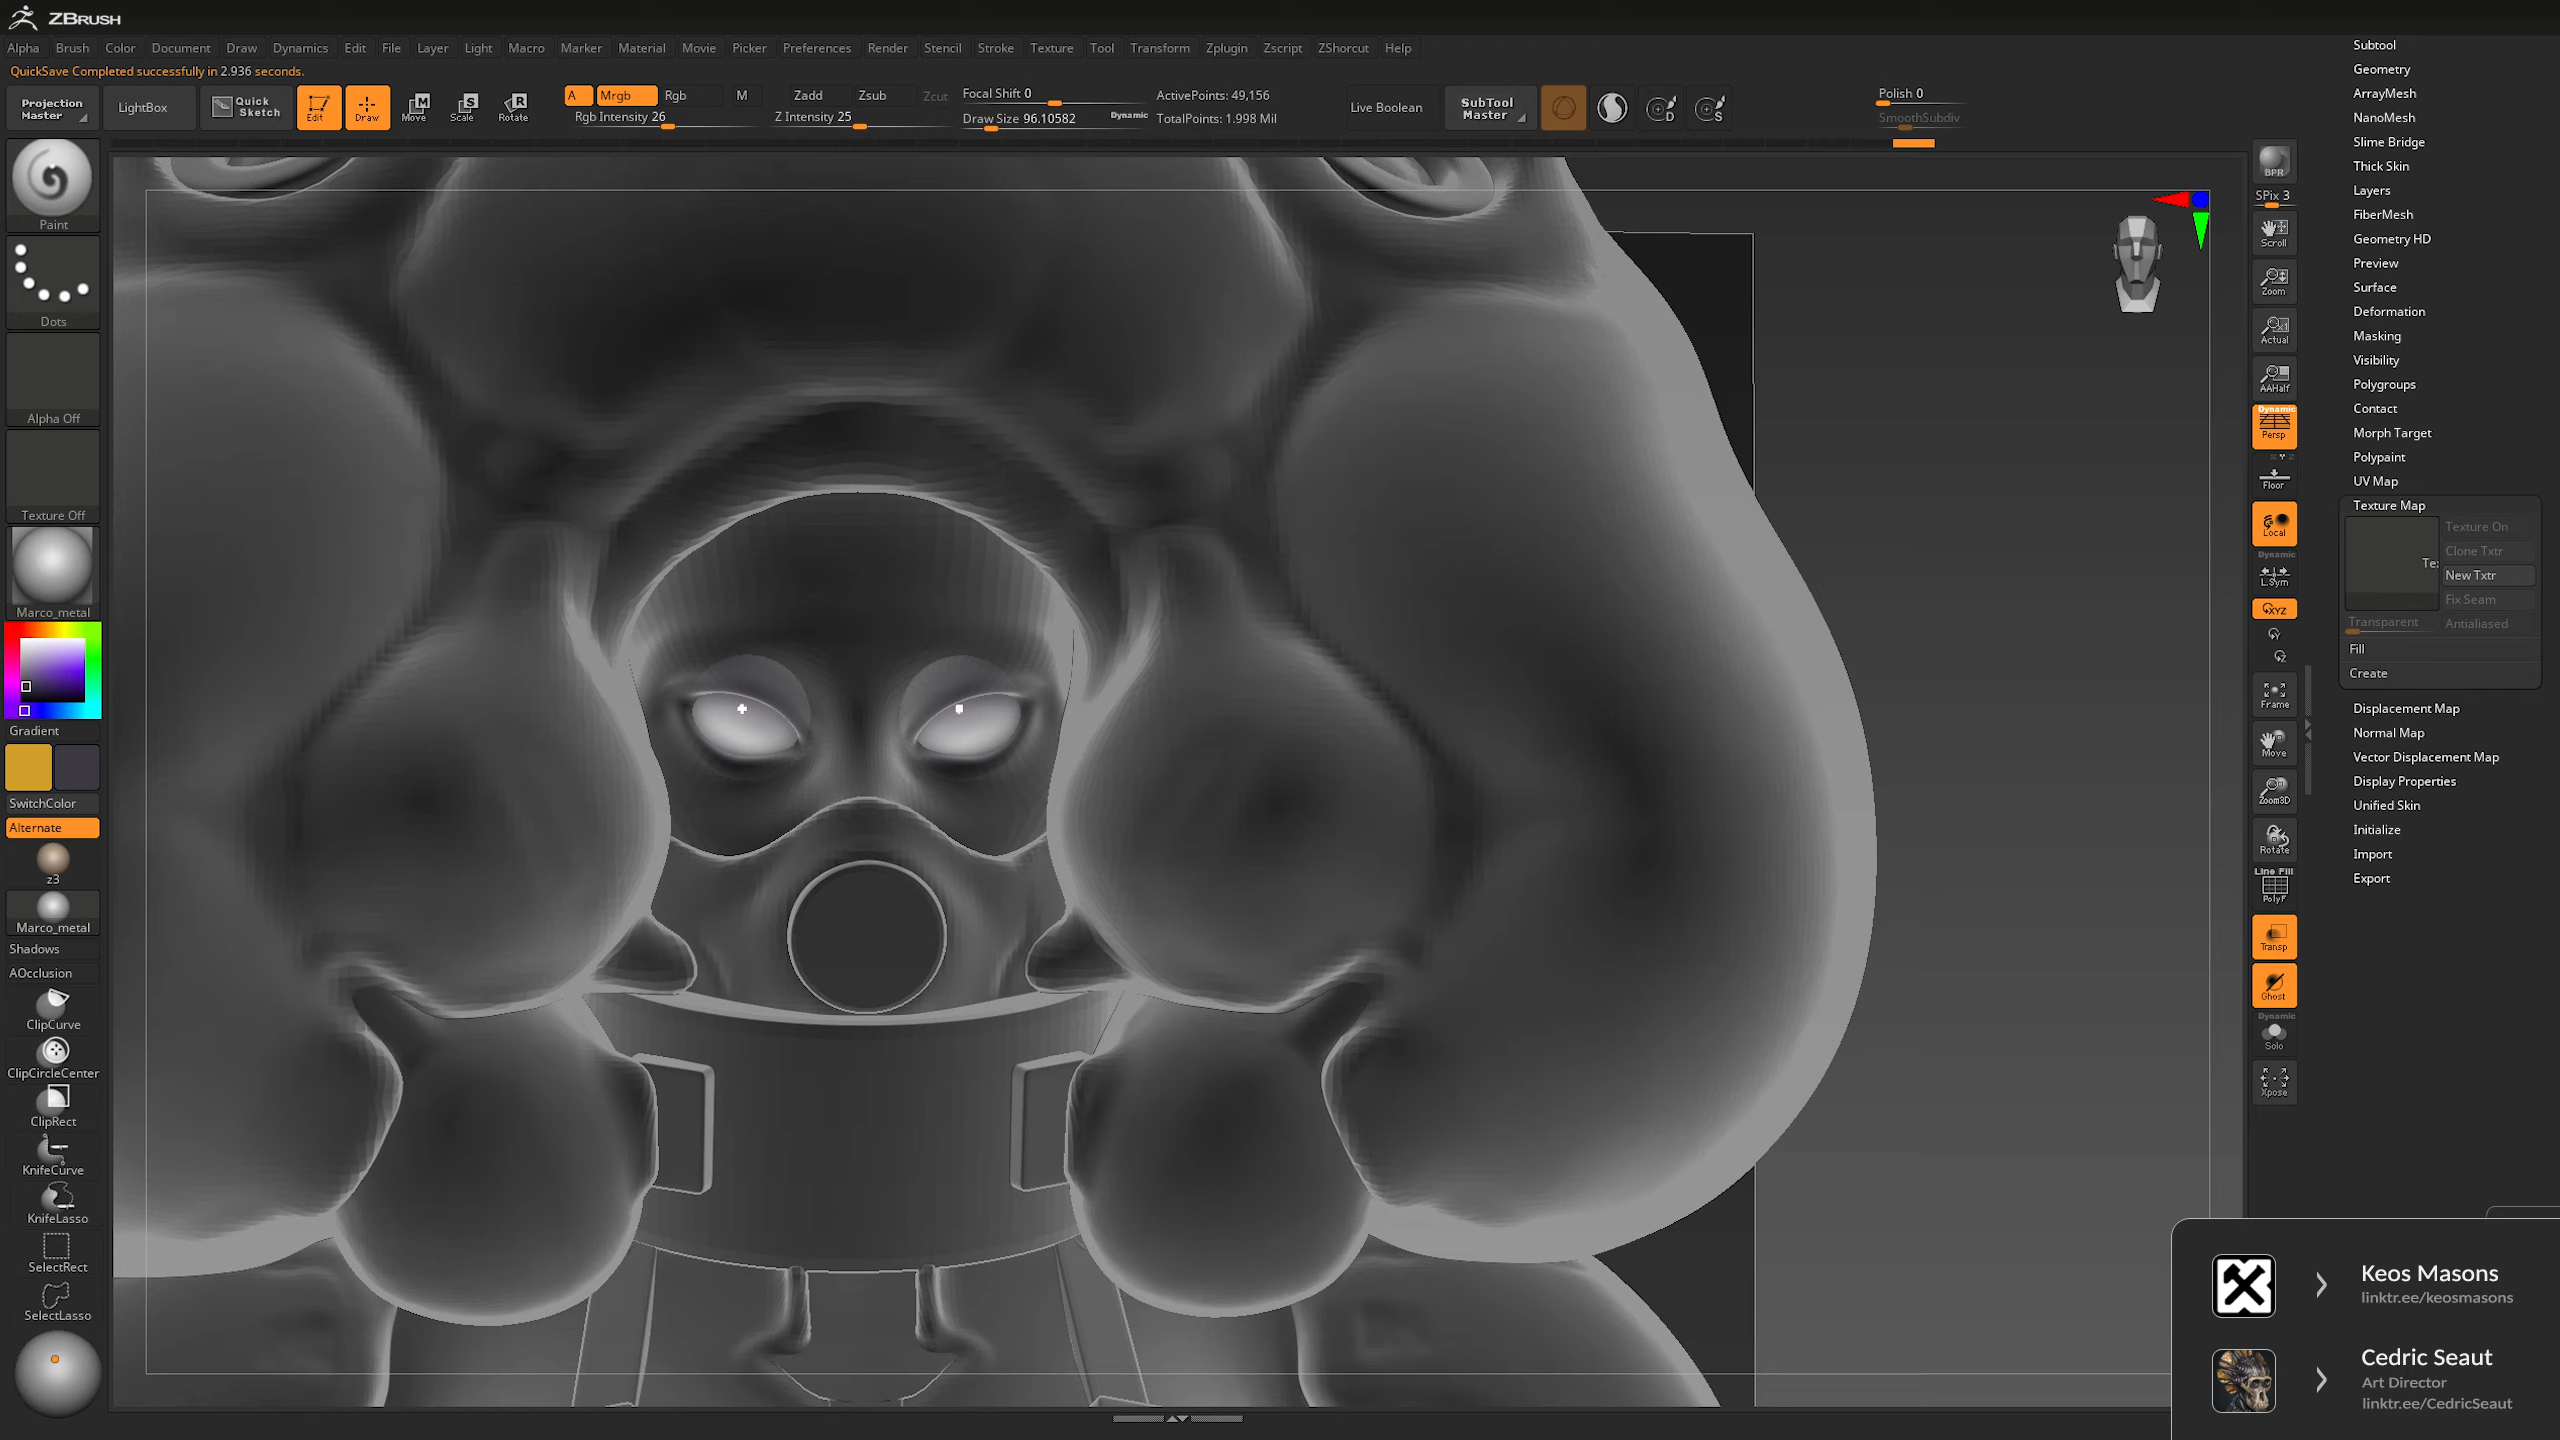 ZBRUSH
Alpha Brush Color Document Draw Dynamics Edit File Layer Light Macro Marker Material Movie Picker Preferences Render Stencil Stroke Texture Tool Transform Zplugin Zscript ZShorcut Help
QuickSave Completed successfully in 2.936 seconds.
Projection Master
LightBox
Quick Sketch
Edit
Draw
Move
Scale
Rotate
A Mrgb Rgb M
Rgb Intensity 26
Zadd Zsub Zcut
Z Intensity 25
Focal Shift 0
Draw Size 96.10582
Dynamic
ActivePoints: 49,156
TotalPoints: 1.998 Mil
Live Boolean
SubTool Master
Polish 0
SmoothSubdiv
Paint
Dots
Alpha Off
Texture Off
Marco_metal
Gradient
SwitchColor
Alternate
z3
Marco_metal
Shadows
AOcclusion
ClipCurve
ClipCircleCenter
ClipRect
KnifeCurve
KnifeLasso
SelectRect
SelectLasso
BPR
SPix 3
Scroll
Zoom
Actual
AAHalf
Dynamic
Persp
Floor
Local
Dynamic
L.Sym
XYZ
Frame
Move
Zoom3D
Rotate
Line Fill
PolyF
Transp
Ghost
Dynamic
Solo
Xpose
Subtool
Geometry
ArrayMesh
NanoMesh
Slime Bridge
Thick Skin
Layers
FiberMesh
Geometry HD
Preview
Surface
Deformation
Masking
Visibility
Polygroups
Contact
Morph Target
Polypaint
UV Map
Texture Map
Texture On
Clone Txtr
New Txtr
Fix Seam
Transparent
Antialiased
Fill
Create
Displacement Map
Normal Map
Vector Displacement Map
Display Properties
Unified Skin
Initialize
Import
Export
Keos Masons
linktr.ee/keosmasons
Cedric Seaut
Art Director
linktr.ee/CedricSeaut